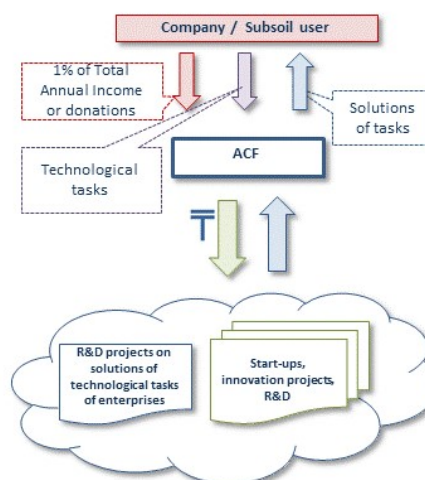 Company / Subsoil user
1% of Total
Annual Income
or donations
Solutions
of tasks
Technological
tasks
ACF
₸
R&D projects on
solutions of
technological tasks
of enterprises
Start-ups,
innovation projects,
R&D